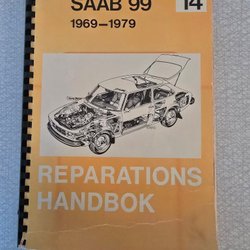 SAAB 99
14
1969–1979
REPARATIONS
HANDBOK